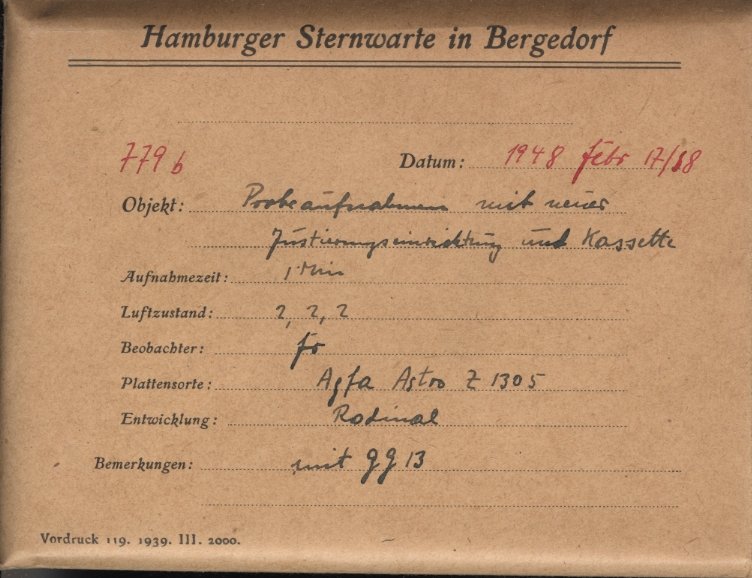 Hamburger Sternwarte in Bergedorf
779 b Datum: 1948 Febr 17/18
Objekt: Probeaufnahmen mit neuer
Justierungseinrichtung und Kassette
Aufnahmezeit: 1 Min
Luftzustand: 2, 2, 2
Beobachter: fr
Plattensorte: Agfa Astro Z 1305
Entwicklung: Rodinal
Bemerkungen: mit GG 13
Vordruck 119. 1939. III. 2000.